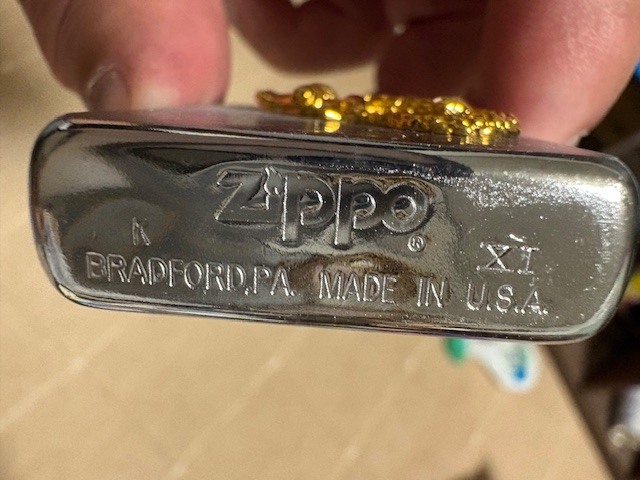 Zippo®
K XI
BRADFORD,PA. MADE IN U.S.A.